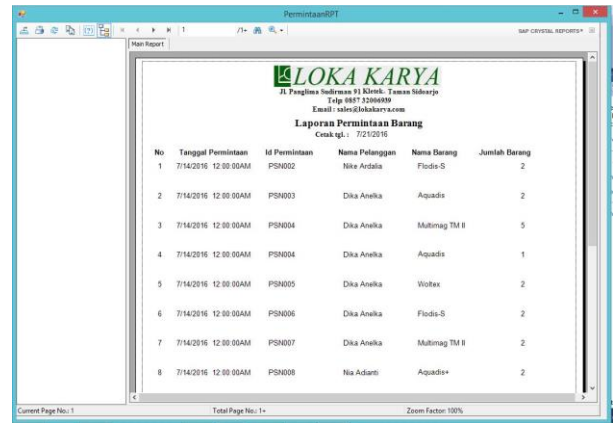 PermintaanRPT
1 /1+
SAP CRYSTAL REPORTS
Main Report
LOKA KARYA
Jl. Panglima Sudirman 91 Kletek- Taman Sidoarjo
Telp 0857 32006939
Email : sales@lokakarya.com
Laporan Permintaan Barang
Cetak tgl. : 7/21/2016
No Tanggal Permintaan Id Permintaan Nama Pelanggan Nama Barang Jumlah Barang
1 7/14/2016 12:00:00AM PSN002 Nike Ardalia Flodis-S 2
2 7/14/2016 12:00:00AM PSN003 Dika Anelka Aquadis 2
3 7/14/2016 12:00:00AM PSN004 Dika Anelka Multimag TM II 5
4 7/14/2016 12:00:00AM PSN004 Dika Anelka Aquadis 1
5 7/14/2016 12:00:00AM PSN005 Dika Anelka Woltex 2
6 7/14/2016 12:00:00AM PSN006 Dika Anelka Flodis-S 2
7 7/14/2016 12:00:00AM PSN007 Dika Anelka Multimag TM II 2
8 7/14/2016 12:00:00AM PSN008 Nia Adianti Aquadis+ 2
Current Page No.: 1 Total Page No.: 1+ Zoom Factor: 100%